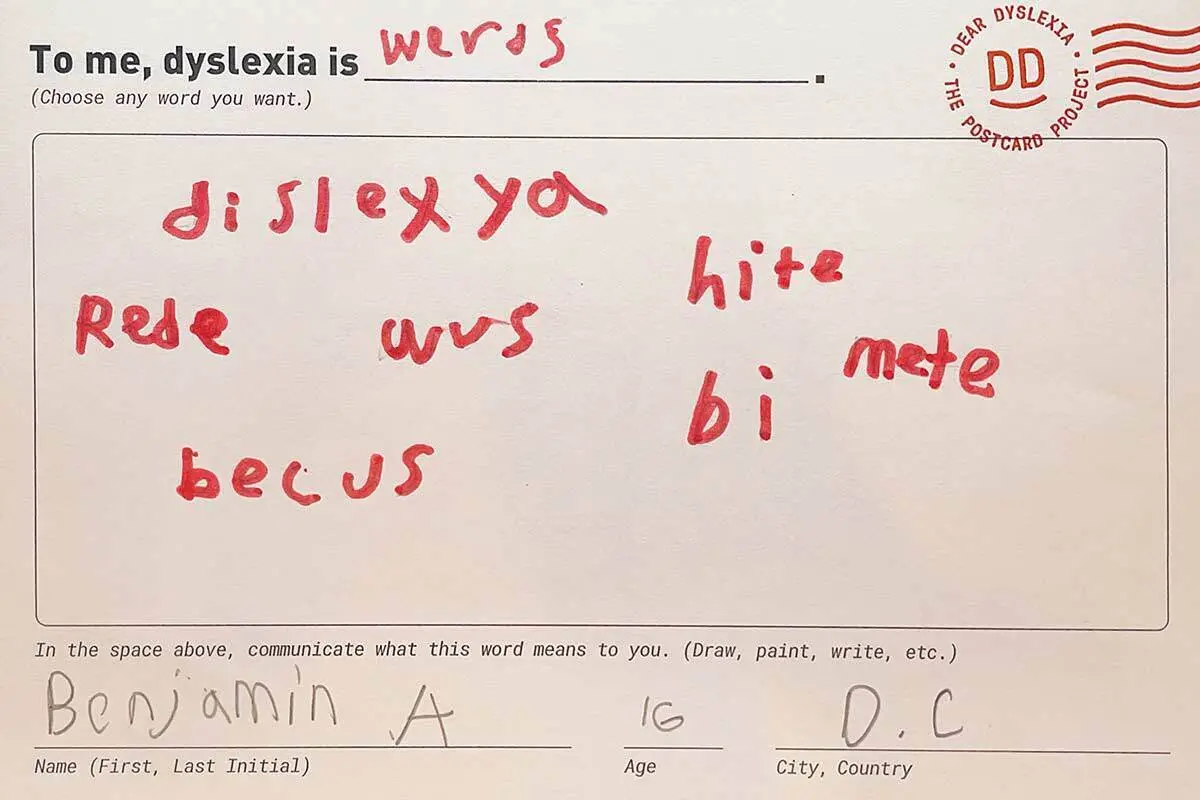 To me, dyslexia is werds.
(Choose any word you want.)
• DEAR DYSLEXIA • THE POSTCARD PROJECT
DD
dislexya
hite
Rede wus
mete
bi
becus
In the space above, communicate what this word means to you. (Draw, paint, write, etc.)
Benjamin A 16 D.C
Name (First, Last Initial) Age City, Country